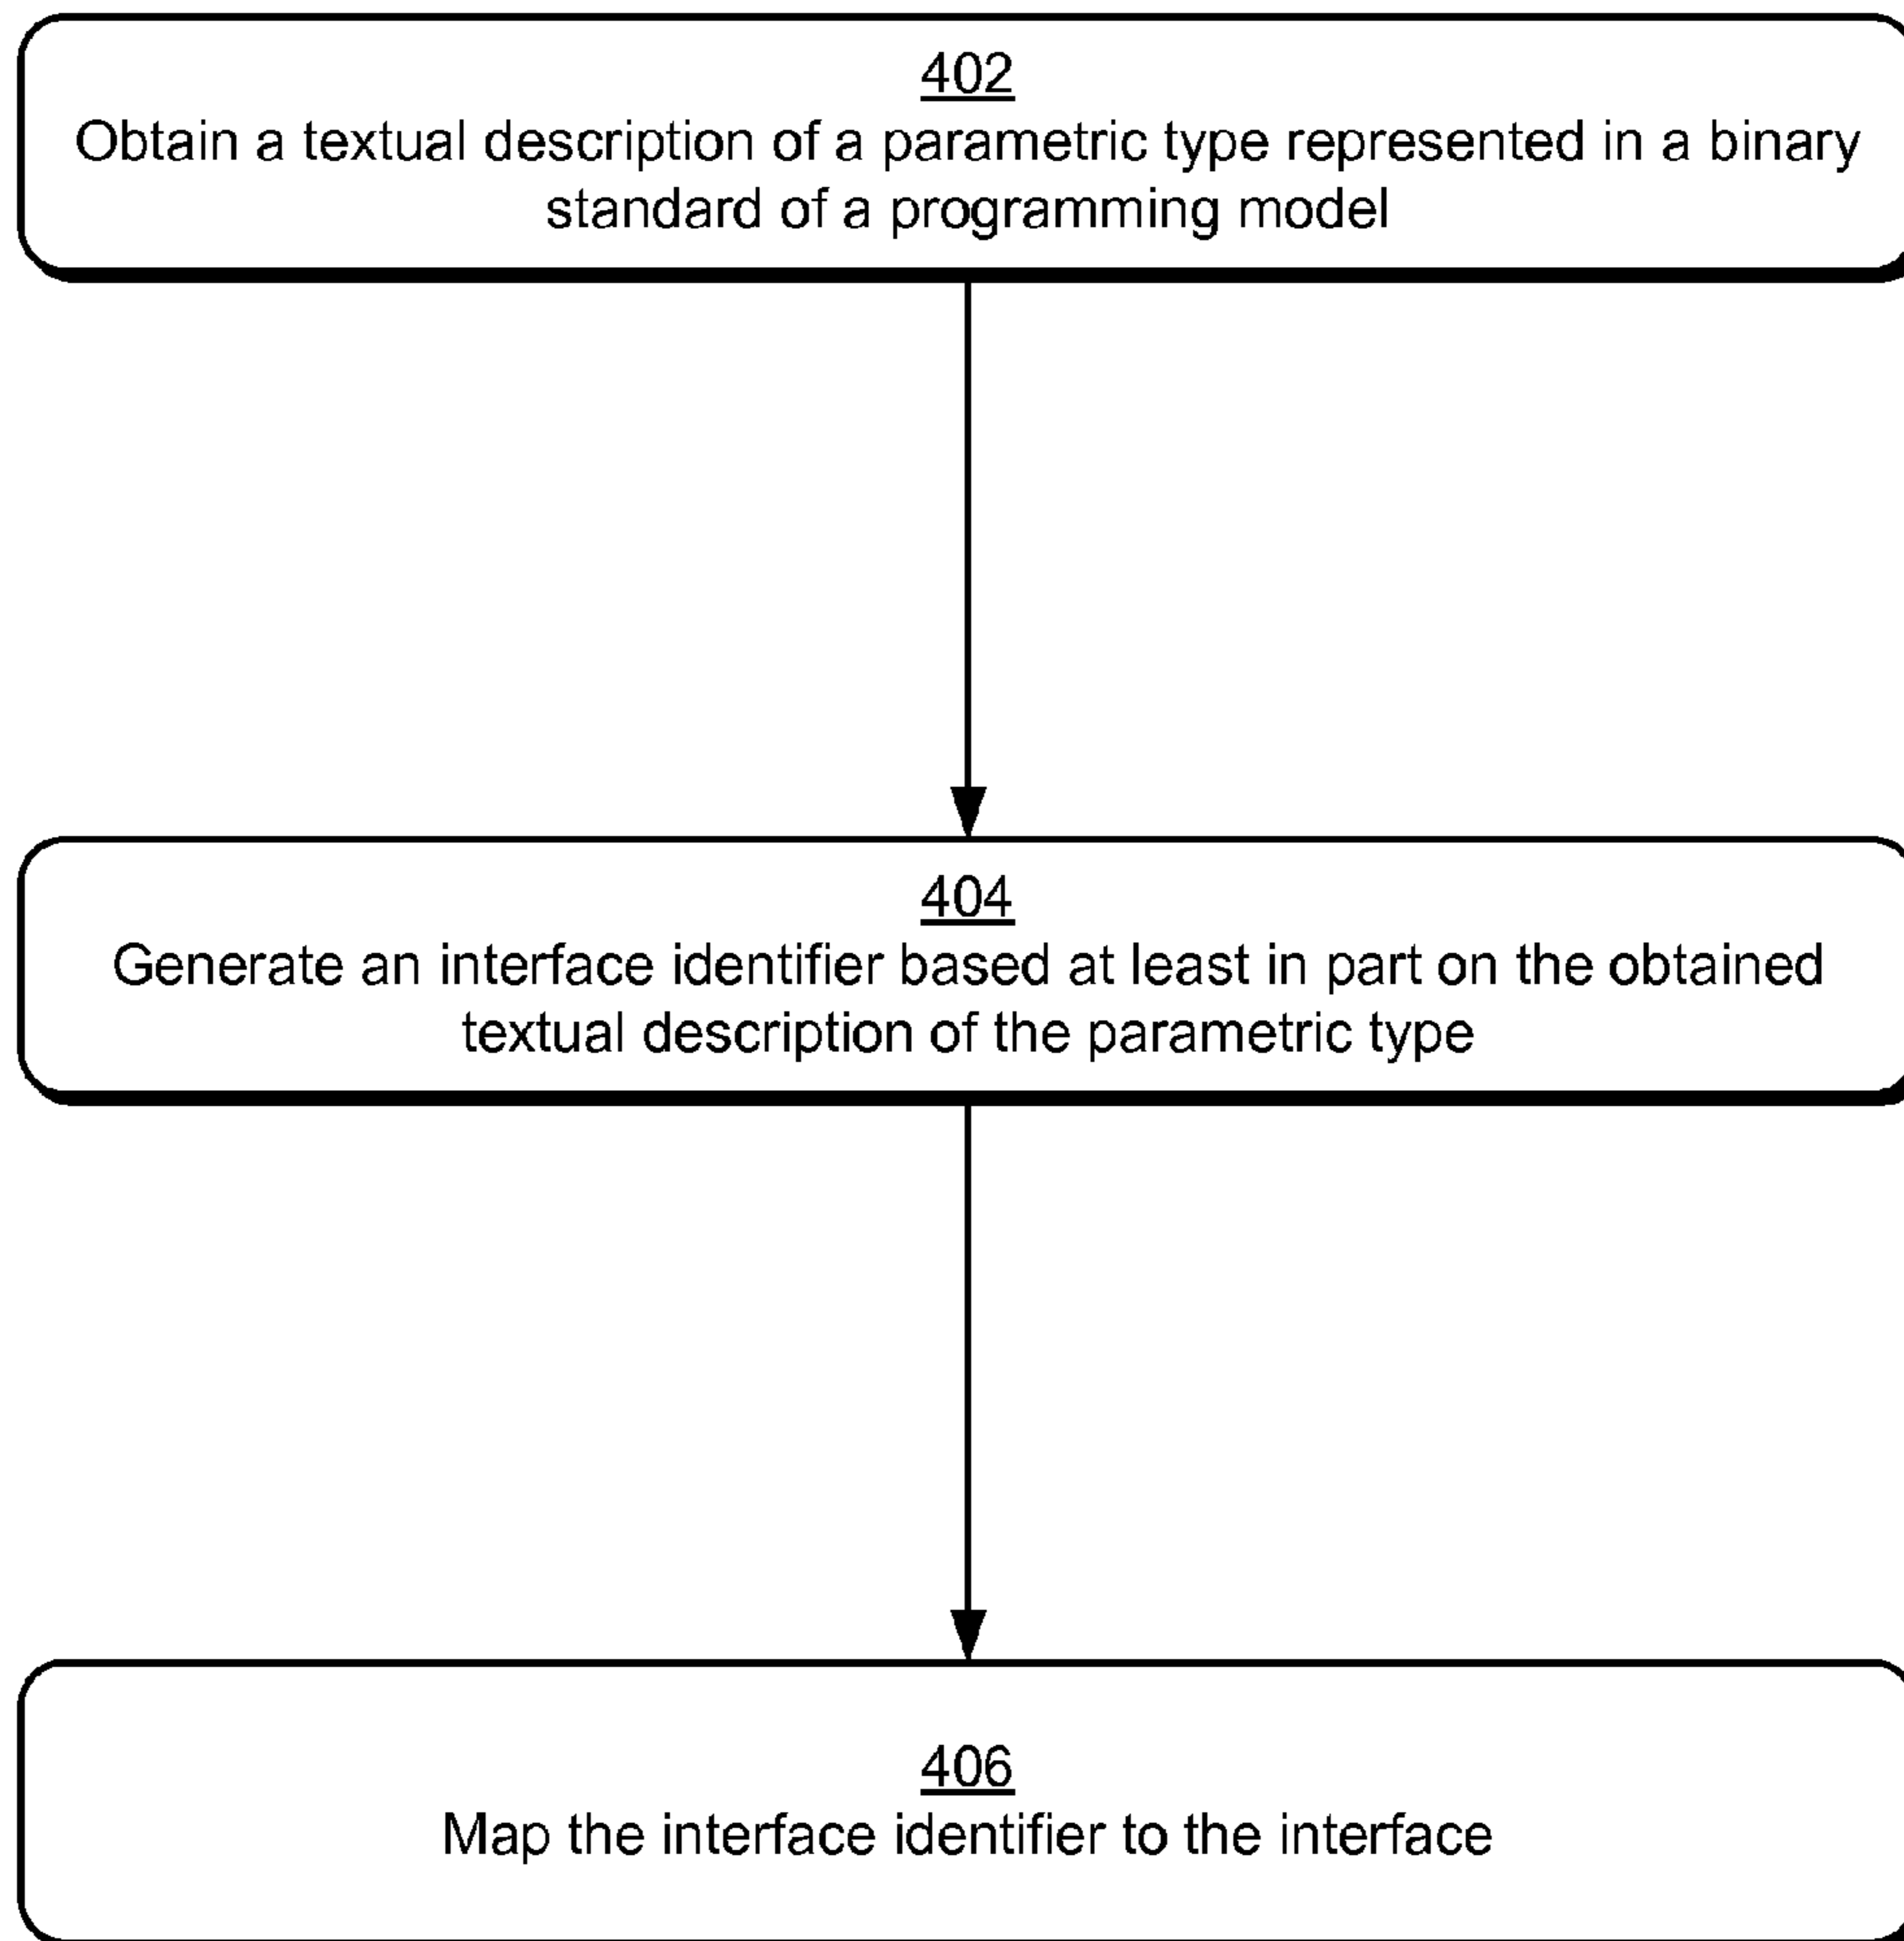 402
Obtain a textual description of a parametric type represented in a binary
standard of a programming model
404
Generate an interface identifier based at least in part on the obtained
textual description of the parametric type
406
Map the interface identifier to the interface